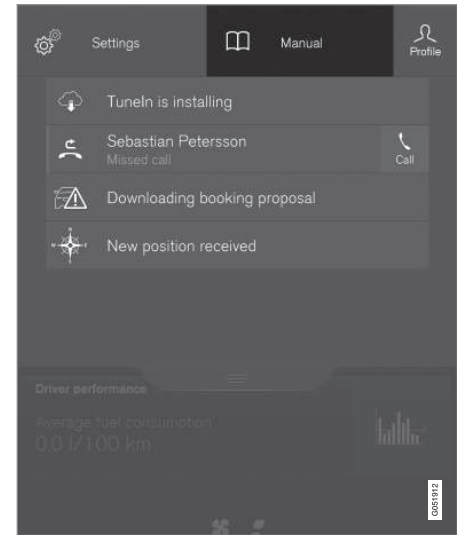 Settings
Manual
Profile
TuneIn is installing
Sebastian Petersson
Missed call
Call
Downloading booking proposal
New position received
Driver performance
Average fuel consumption
0.0 l/100 km
G051912